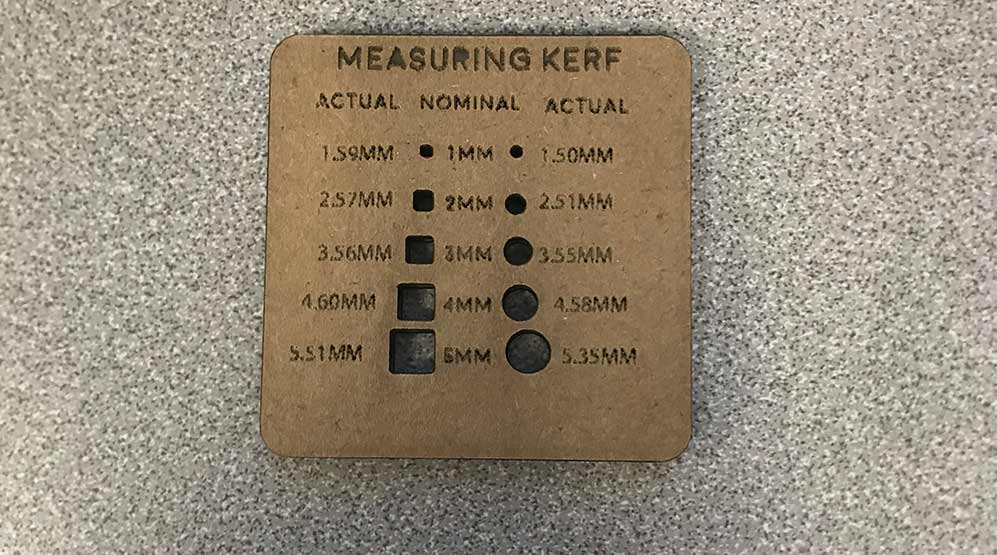 MEASURING KERF
ACTUAL NOMINAL ACTUAL
1.59MM 1MM 1.50MM
2.57MM 2MM 2.51MM
3.56MM 3MM 3.55MM
4.60MM 4MM 4.58MM
5.51MM 5MM 5.35MM